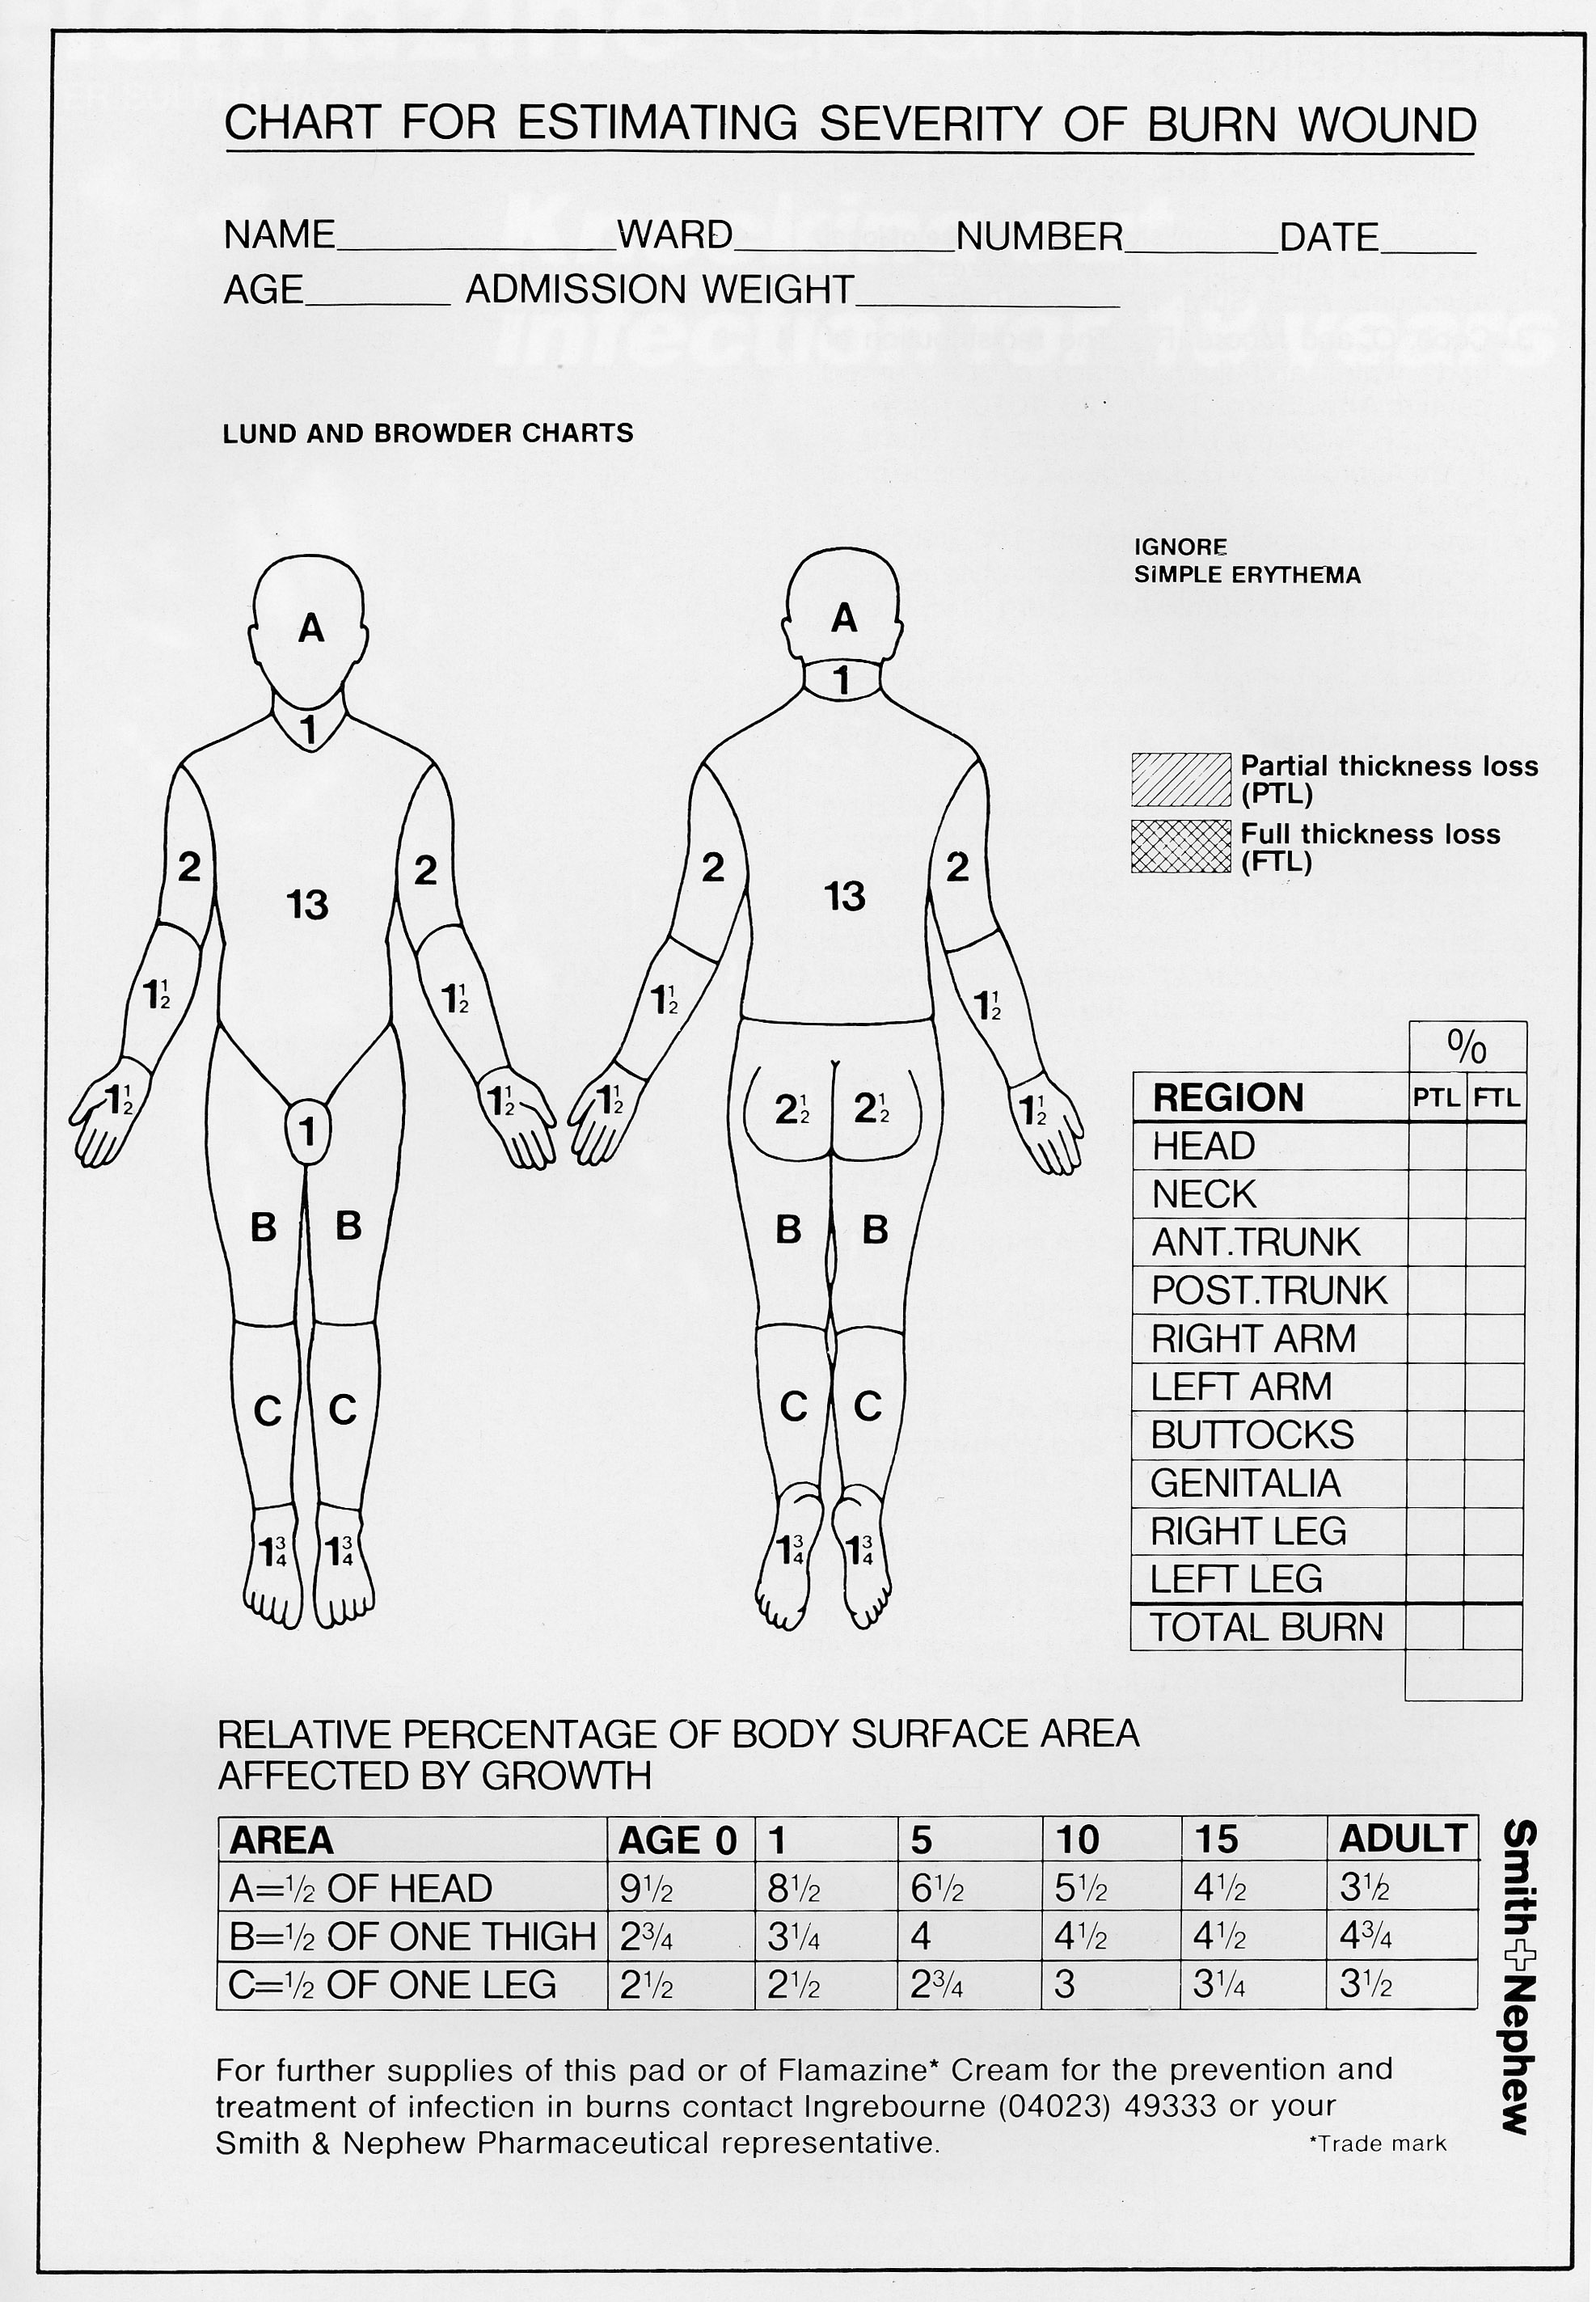 CHART FOR ESTIMATING SEVERITY OF BURN WOUND
NAME WARD NUMBER DATE
AGE ADMISSION WEIGHT
LUND AND BROWDER CHARTS
IGNORE
SIMPLE ERYTHEMA
A A
1 1
Partial thickness loss
(PTL)
Full thickness loss
(FTL)
2 13 2 2 13 2
1½ 1½ 1½ 1½
1½ 1½ 1½ 1½
1 2½ 2½
B B B B
C C C C
1¾ 1¾ 1¾ 1¾
%
REGION PTL FTL
HEAD
NECK
ANT.TRUNK
POST.TRUNK
RIGHT ARM
LEFT ARM
BUTTOCKS
GENITALIA
RIGHT LEG
LEFT LEG
TOTAL BURN
RELATIVE PERCENTAGE OF BODY SURFACE AREA
AFFECTED BY GROWTH
AREA AGE 0 1 5 10 15 ADULT
A=½ OF HEAD 9½ 8½ 6½ 5½ 4½ 3½
B=½ OF ONE THIGH 2¾ 3¼ 4 4½ 4½ 4¾
C=½ OF ONE LEG 2½ 2½ 2¾ 3 3¼ 3½
Smith+Nephew
For further supplies of this pad or of Flamazine* Cream for the prevention and
treatment of infection in burns contact Ingrebourne (04023) 49333 or your
Smith & Nephew Pharmaceutical representative.
*Trade mark